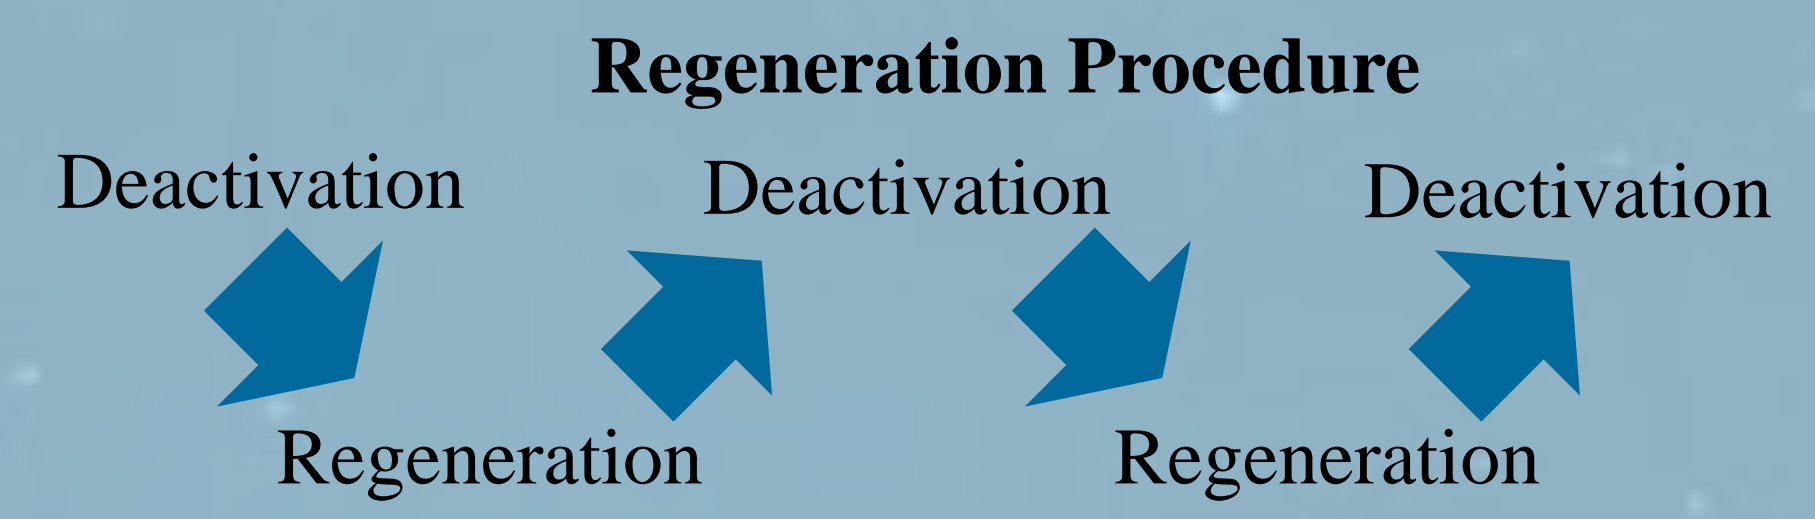 Regeneration Procedure
Deactivation Deactivation Deactivation
Regeneration Regeneration